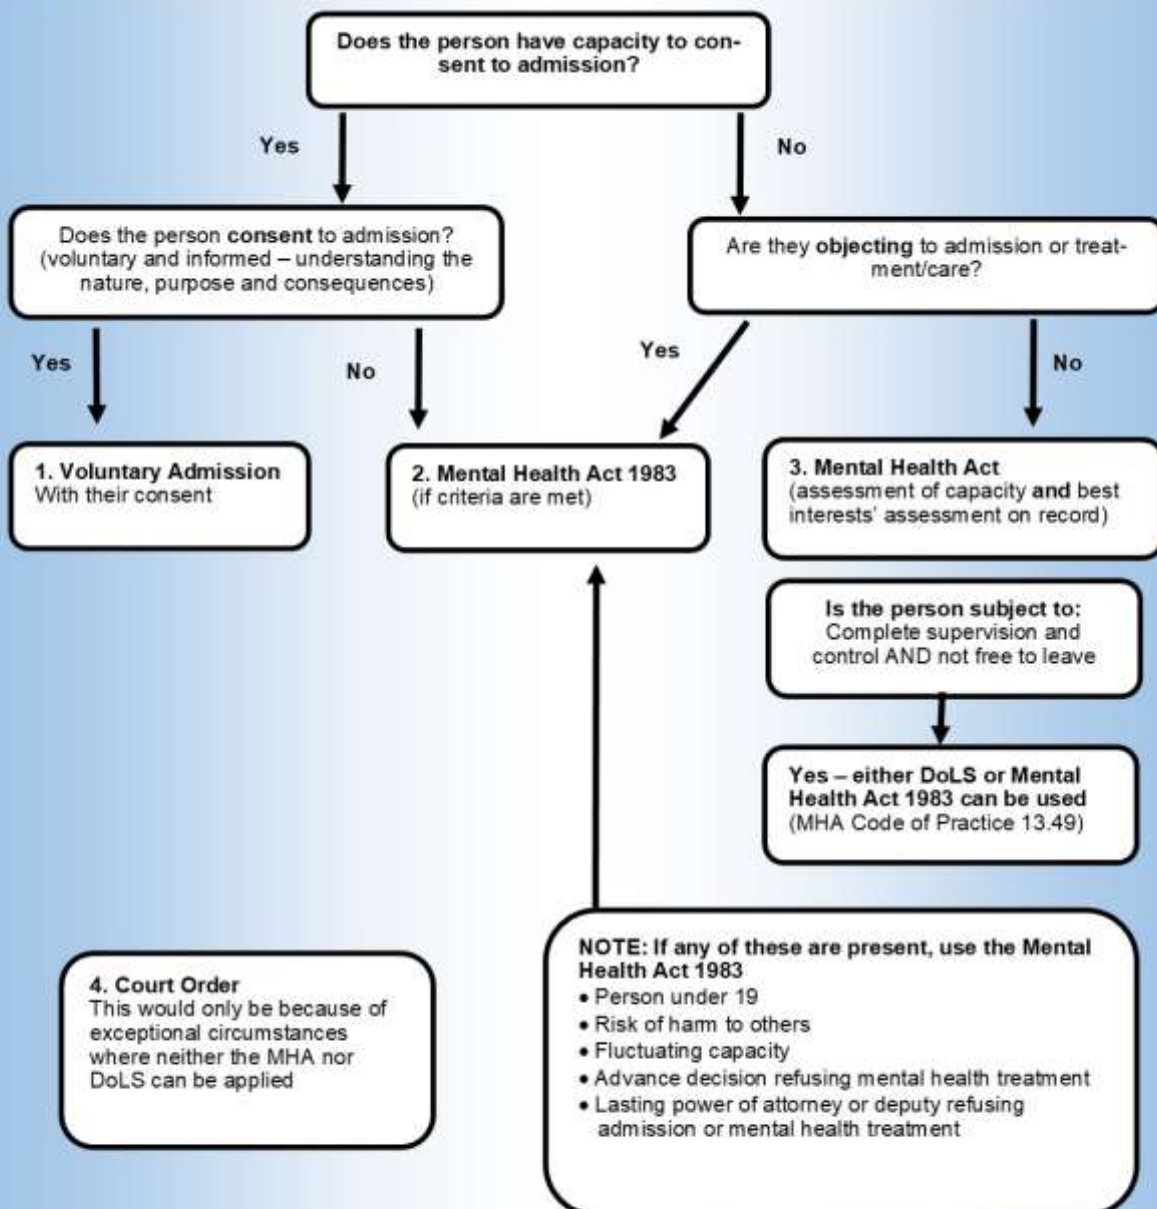 Does the person have capacity to con-
sent to admission?
Yes
No
Does the person consent to admission?
(voluntary and informed – understanding the
nature, purpose and consequences)
Are they objecting to admission or treat-
ment/care?
Yes
No
Yes
No
1. Voluntary Admission
With their consent
2. Mental Health Act 1983
(if criteria are met)
3. Mental Health Act
(assessment of capacity and best
interests’ assessment on record)
Is the person subject to:
Complete supervision and
control AND not free to leave
Yes – either DoLS or Mental
Health Act 1983 can be used
(MHA Code of Practice 13.49)
4. Court Order
This would only be because of
exceptional circumstances
where neither the MHA nor
DoLS can be applied
NOTE: If any of these are present, use the Mental
Health Act 1983
• Person under 19
• Risk of harm to others
• Fluctuating capacity
• Advance decision refusing mental health treatment
• Lasting power of attorney or deputy refusing
admission or mental health treatment